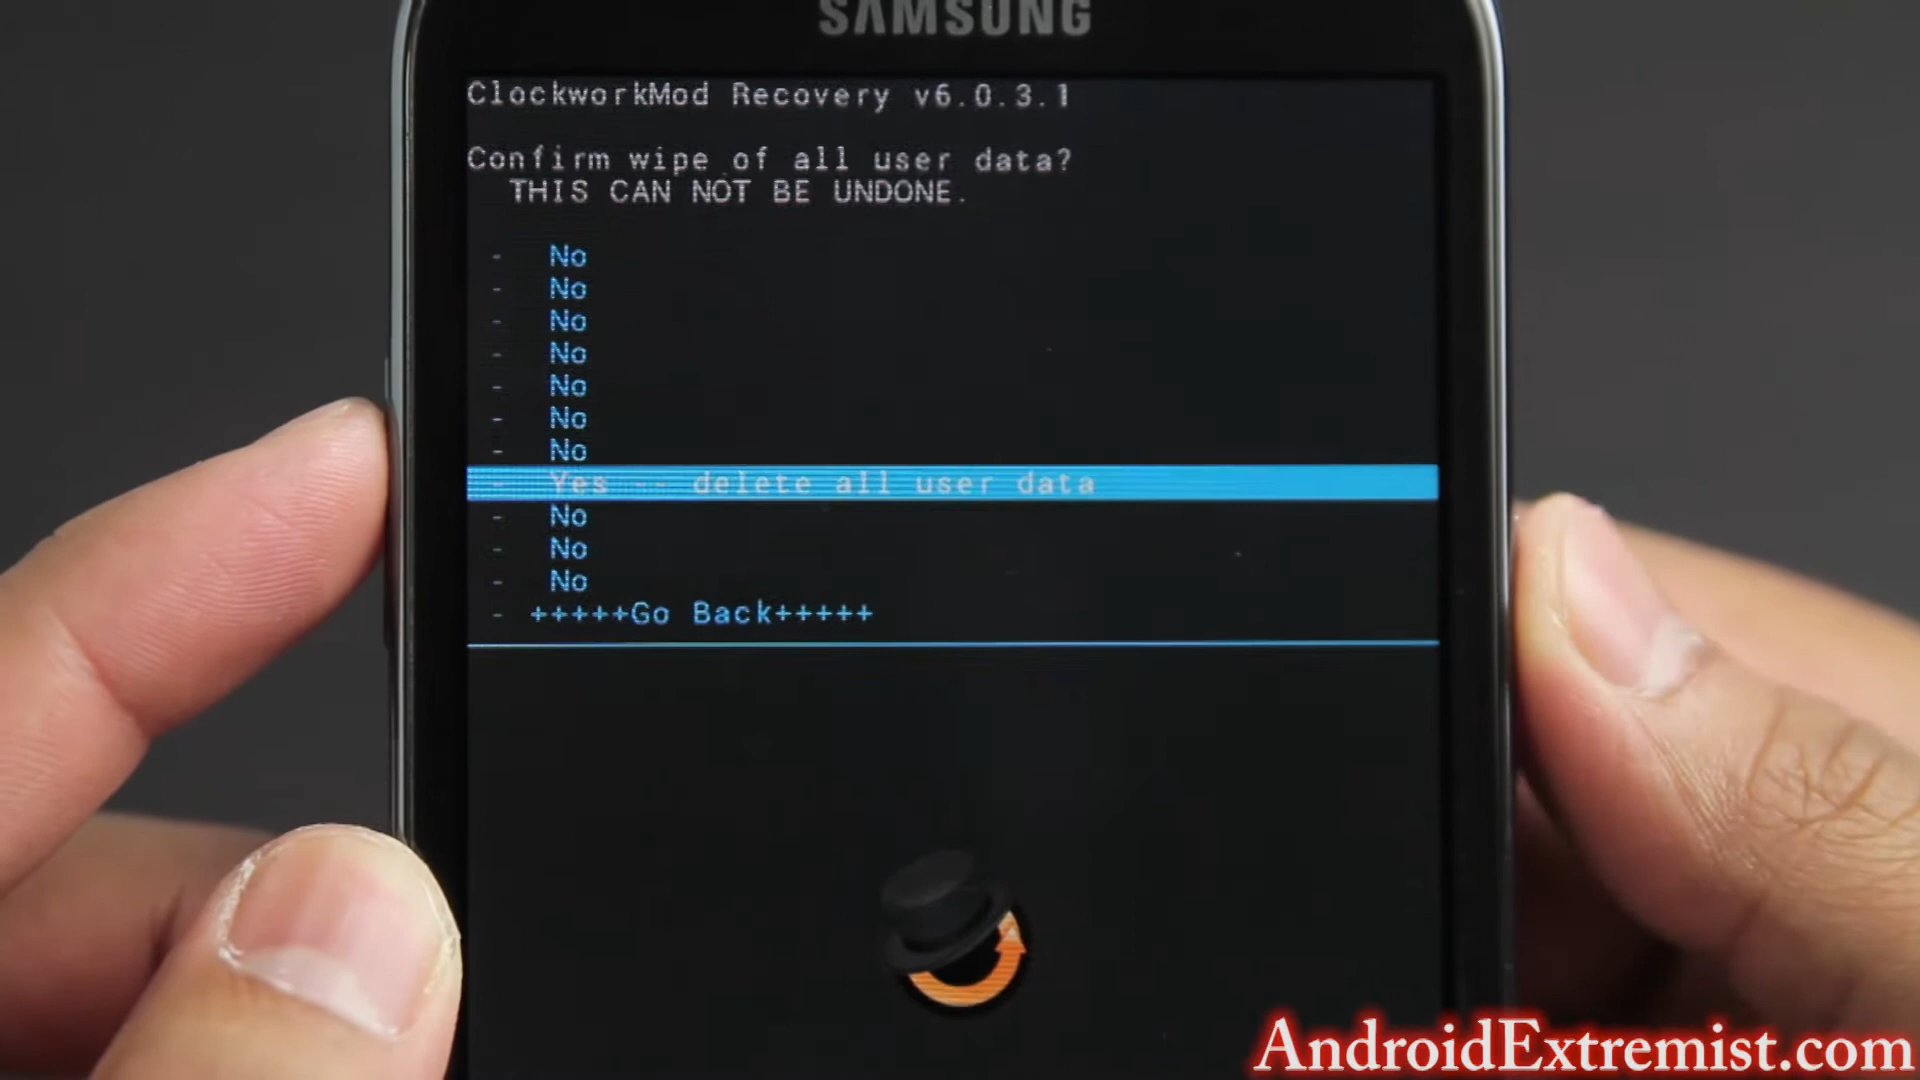 SAMSUNG
ClockworkMod Recovery v6.0.3.1
Confirm wipe of all user data?
THIS CAN NOT BE UNDONE.
- No
- No
- No
- No
- No
- No
- No
- Yes -- delete all user data
- No
- No
- No
- +++++Go Back+++++
AndroidExtremist.com